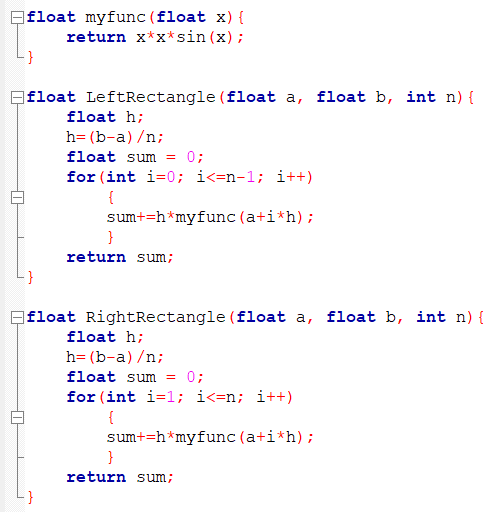 float myfunc(float x){
    return x*x*sin(x);
}

float LeftRectangle(float a, float b, int n){
    float h;
    h=(b-a)/n;
    float sum = 0;
    for(int i=0; i<=n-1; i++)
        {
        sum+=h*myfunc(a+i*h);
        }
    return sum;
}

float RightRectangle(float a, float b, int n){
    float h;
    h=(b-a)/n;
    float sum = 0;
    for(int i=1; i<=n; i++)
        {
        sum+=h*myfunc(a+i*h);
        }
    return sum;
}